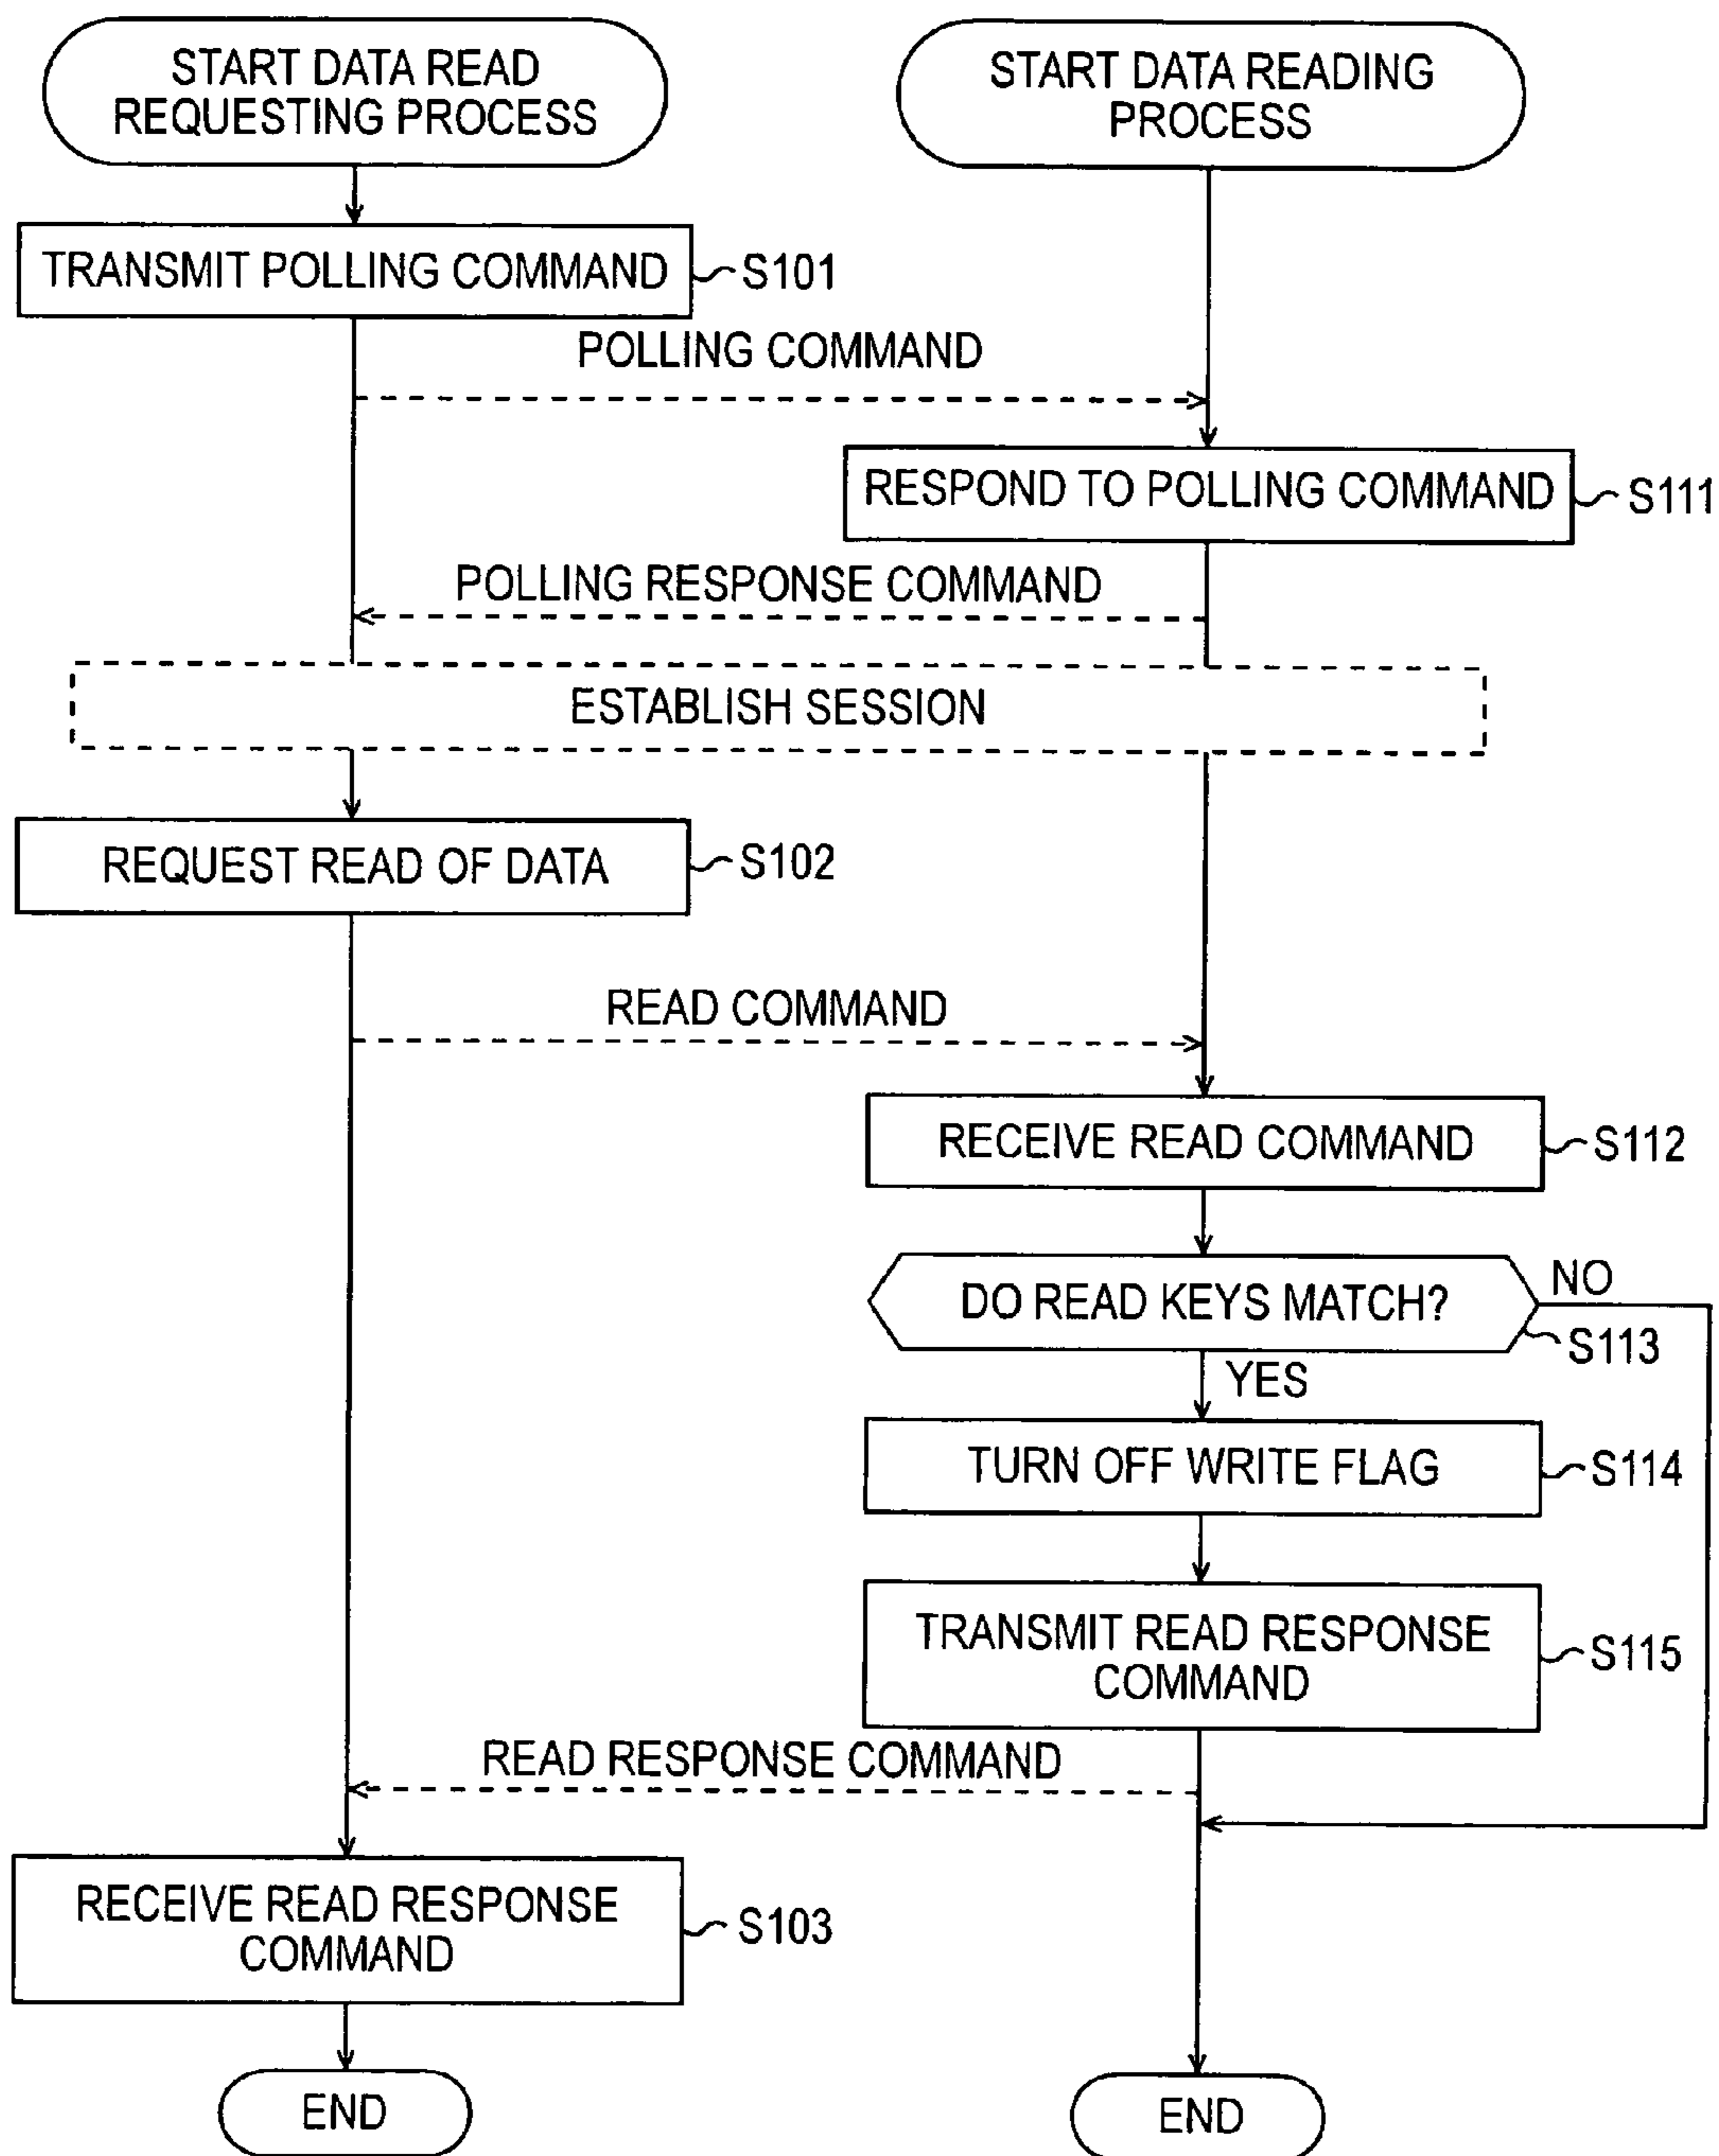 START DATA READ
REQUESTING PROCESS
START DATA READING
PROCESS
TRANSMIT POLLING COMMAND
S101
POLLING COMMAND
RESPOND TO POLLING COMMAND
S111
POLLING RESPONSE COMMAND
ESTABLISH SESSION
REQUEST READ OF DATA
S102
READ COMMAND
RECEIVE READ COMMAND
S112
DO READ KEYS MATCH?
NO
S113
YES
TURN OFF WRITE FLAG
S114
TRANSMIT READ RESPONSE
COMMAND
S115
READ RESPONSE COMMAND
RECEIVE READ RESPONSE
COMMAND
S103
END
END